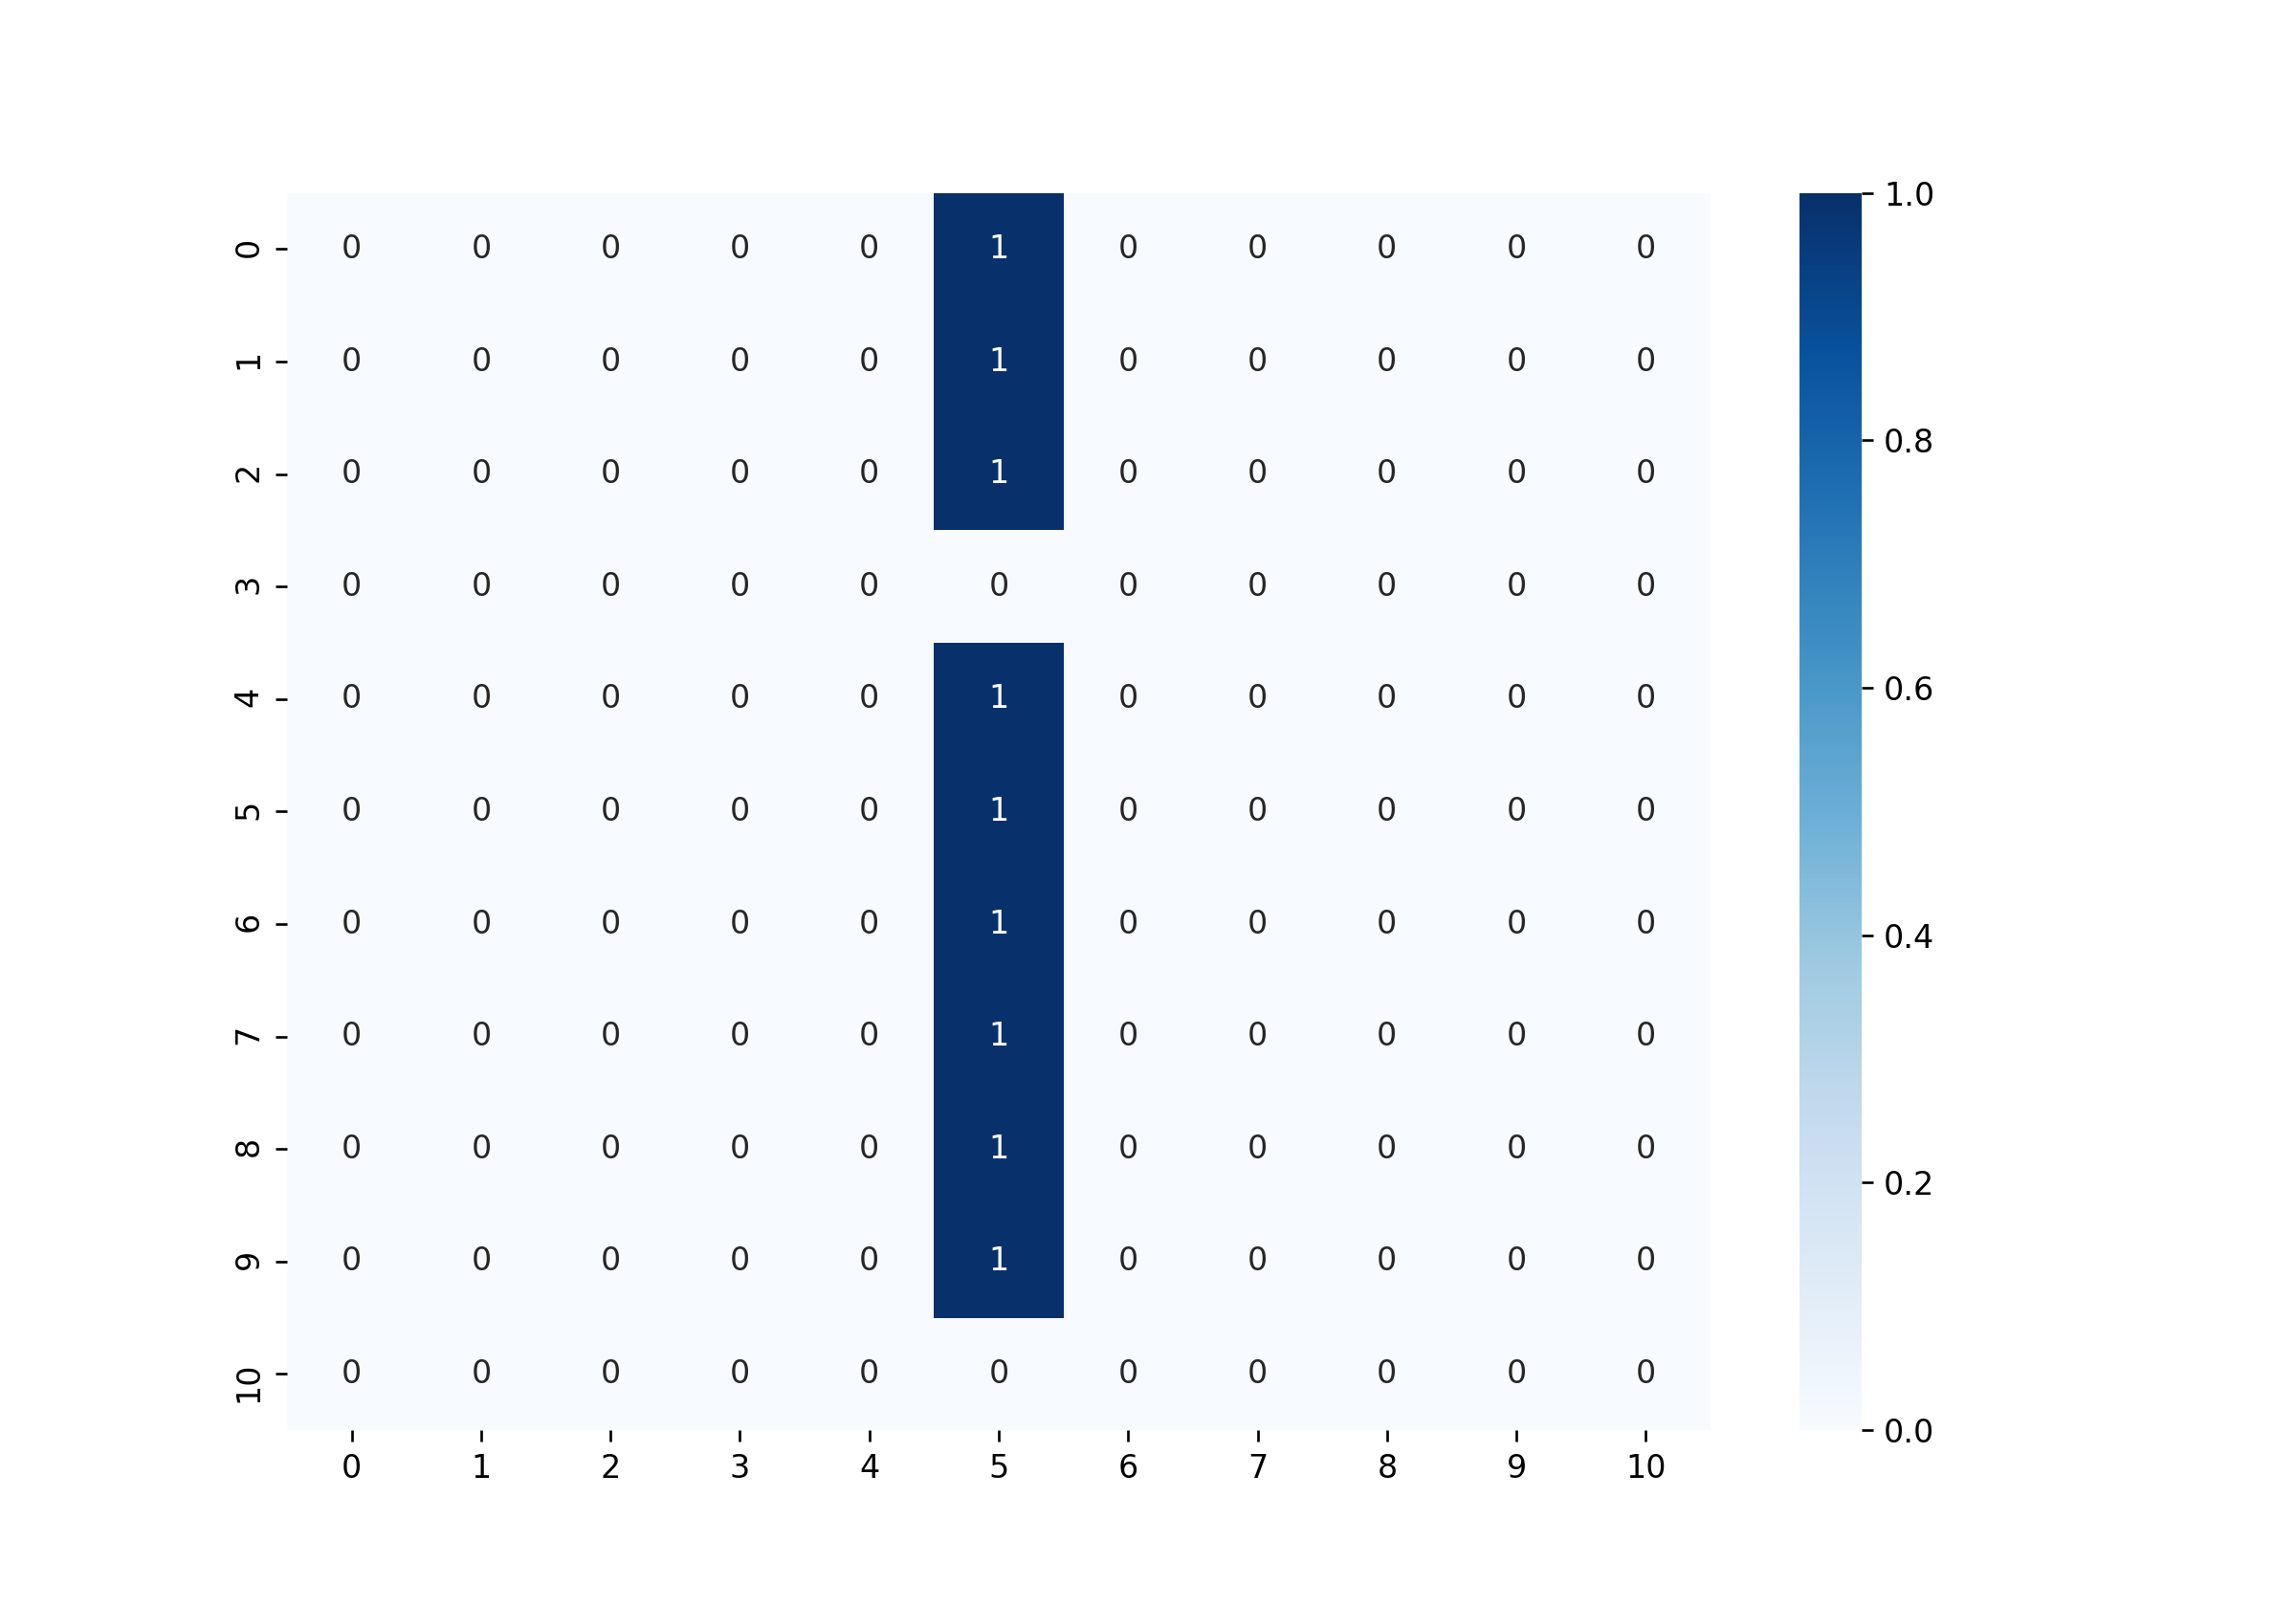 1.0
0 0 0 0 0 0 1 0 0 0 0 0
1 0 0 0 0 0 1 0 0 0 0 0
0.8
2 0 0 0 0 0 1 0 0 0 0 0
3 0 0 0 0 0 0 0 0 0 0 0
0.6
4 0 0 0 0 0 1 0 0 0 0 0
5 0 0 0 0 0 1 0 0 0 0 0
6 0 0 0 0 0 1 0 0 0 0 0
0.4
7 0 0 0 0 0 1 0 0 0 0 0
8 0 0 0 0 0 1 0 0 0 0 0
0.2
9 0 0 0 0 0 1 0 0 0 0 0
10 0 0 0 0 0 0 0 0 0 0 0
0.0
0 1 2 3 4 5 6 7 8 9 10